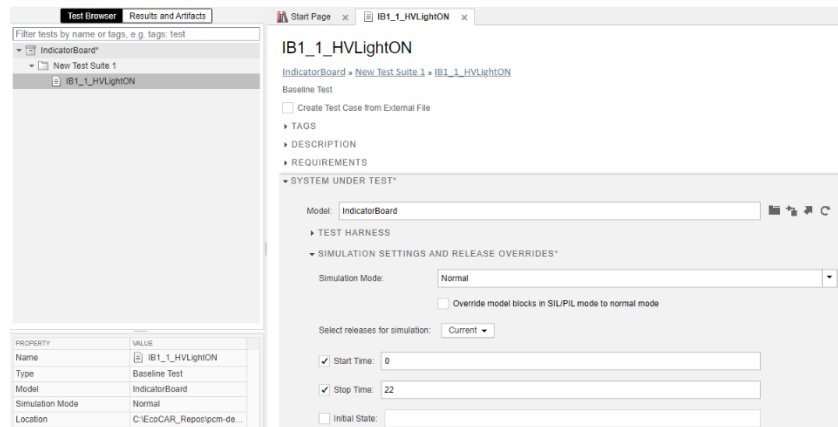 Test Browser Results and Artifacts
Filter tests by name or tags, e.g. tags: test
IndicatorBoard*
New Test Suite 1
IB1_1_HVLightON
PROPERTY VALUE
Name IB1_1_HVLightON
Type Baseline Test
Model IndicatorBoard
Simulation Mode Normal
Location C:\EcoCAR_Repos\pcm-de...
Start Page × IB1_1_HVLightON ×
IB1_1_HVLightON
IndicatorBoard » New Test Suite 1 » IB1_1_HVLightON
Baseline Test
Create Test Case from External File
TAGS
DESCRIPTION
REQUIREMENTS
SYSTEM UNDER TEST*
Model: IndicatorBoard
TEST HARNESS
SIMULATION SETTINGS AND RELEASE OVERRIDES*
Simulation Mode: Normal
Override model blocks in SIL/PIL mode to normal mode
Select releases for simulation: Current
Start Time: 0
Stop Time: 22
Initial State: